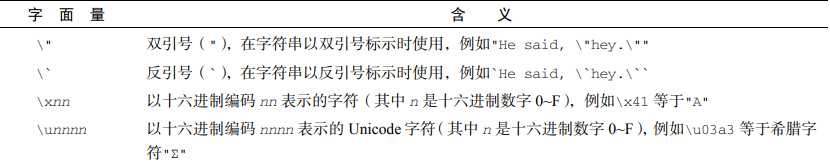 字 面 量 含 义
\" 双引号（"），在字符串以双引号标示时使用，例如"He said, \"hey.\""
\` 反引号（`），在字符串以反引号标示时使用，例如`He said, \`hey.\``
\xnn 以十六进制编码 nn 表示的字符（其中 n 是十六进制数字 0~F），例如\x41 等于"A"
\unnnn 以十六进制编码 nnnn 表示的 Unicode 字符（其中 n 是十六进制数字 0~F），例如\u03a3 等于希腊字
符"Σ"